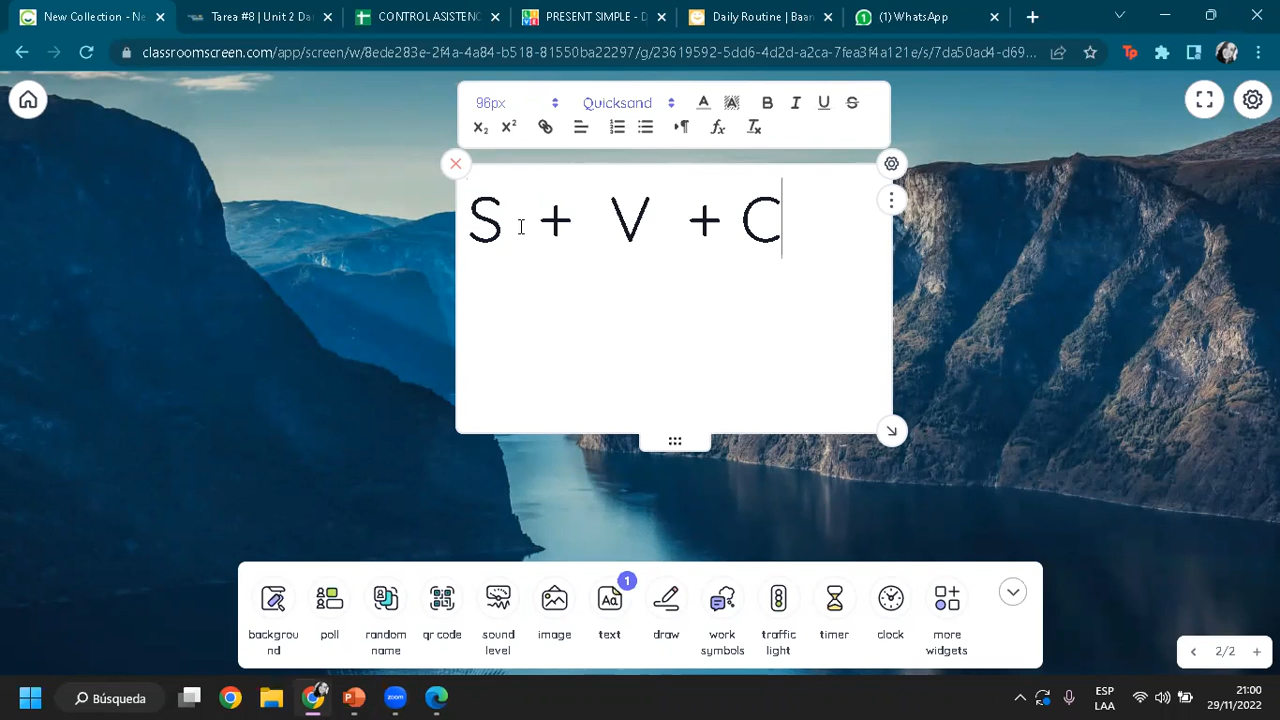 New Collection - Ne
Tarea #8 | Unit 2 Dar
CONTROL ASISTENC
PRESENT SIMPLE - D
Daily Routine | Baan
(1) WhatsApp
classroomscreen.com/app/screen/w/8ede283e-2f4a-4a84-b518-81550ba22297/g/23619592-5dd6-4d2d-a2ca-7fea3f4a121e/s/7da50ad4-d69...
96px
Quicksand
S + V + C
1
background
poll
random name
qr code
sound level
image
text
draw
work symbols
traffic light
timer
clock
more widgets
2/2
Búsqueda
zoom
ESP
LAA
21:00
29/11/2022